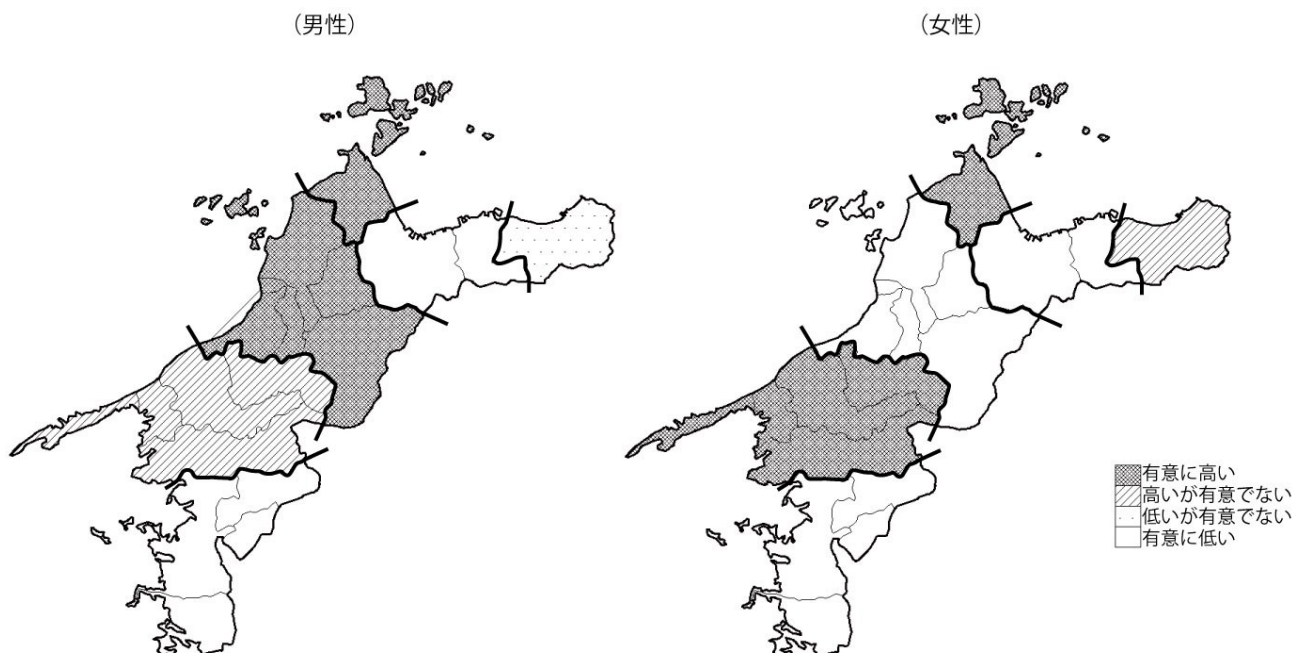 (男性)
(女性)
有意に高い
高いが有意でない
低いが有意でない
有意に低い